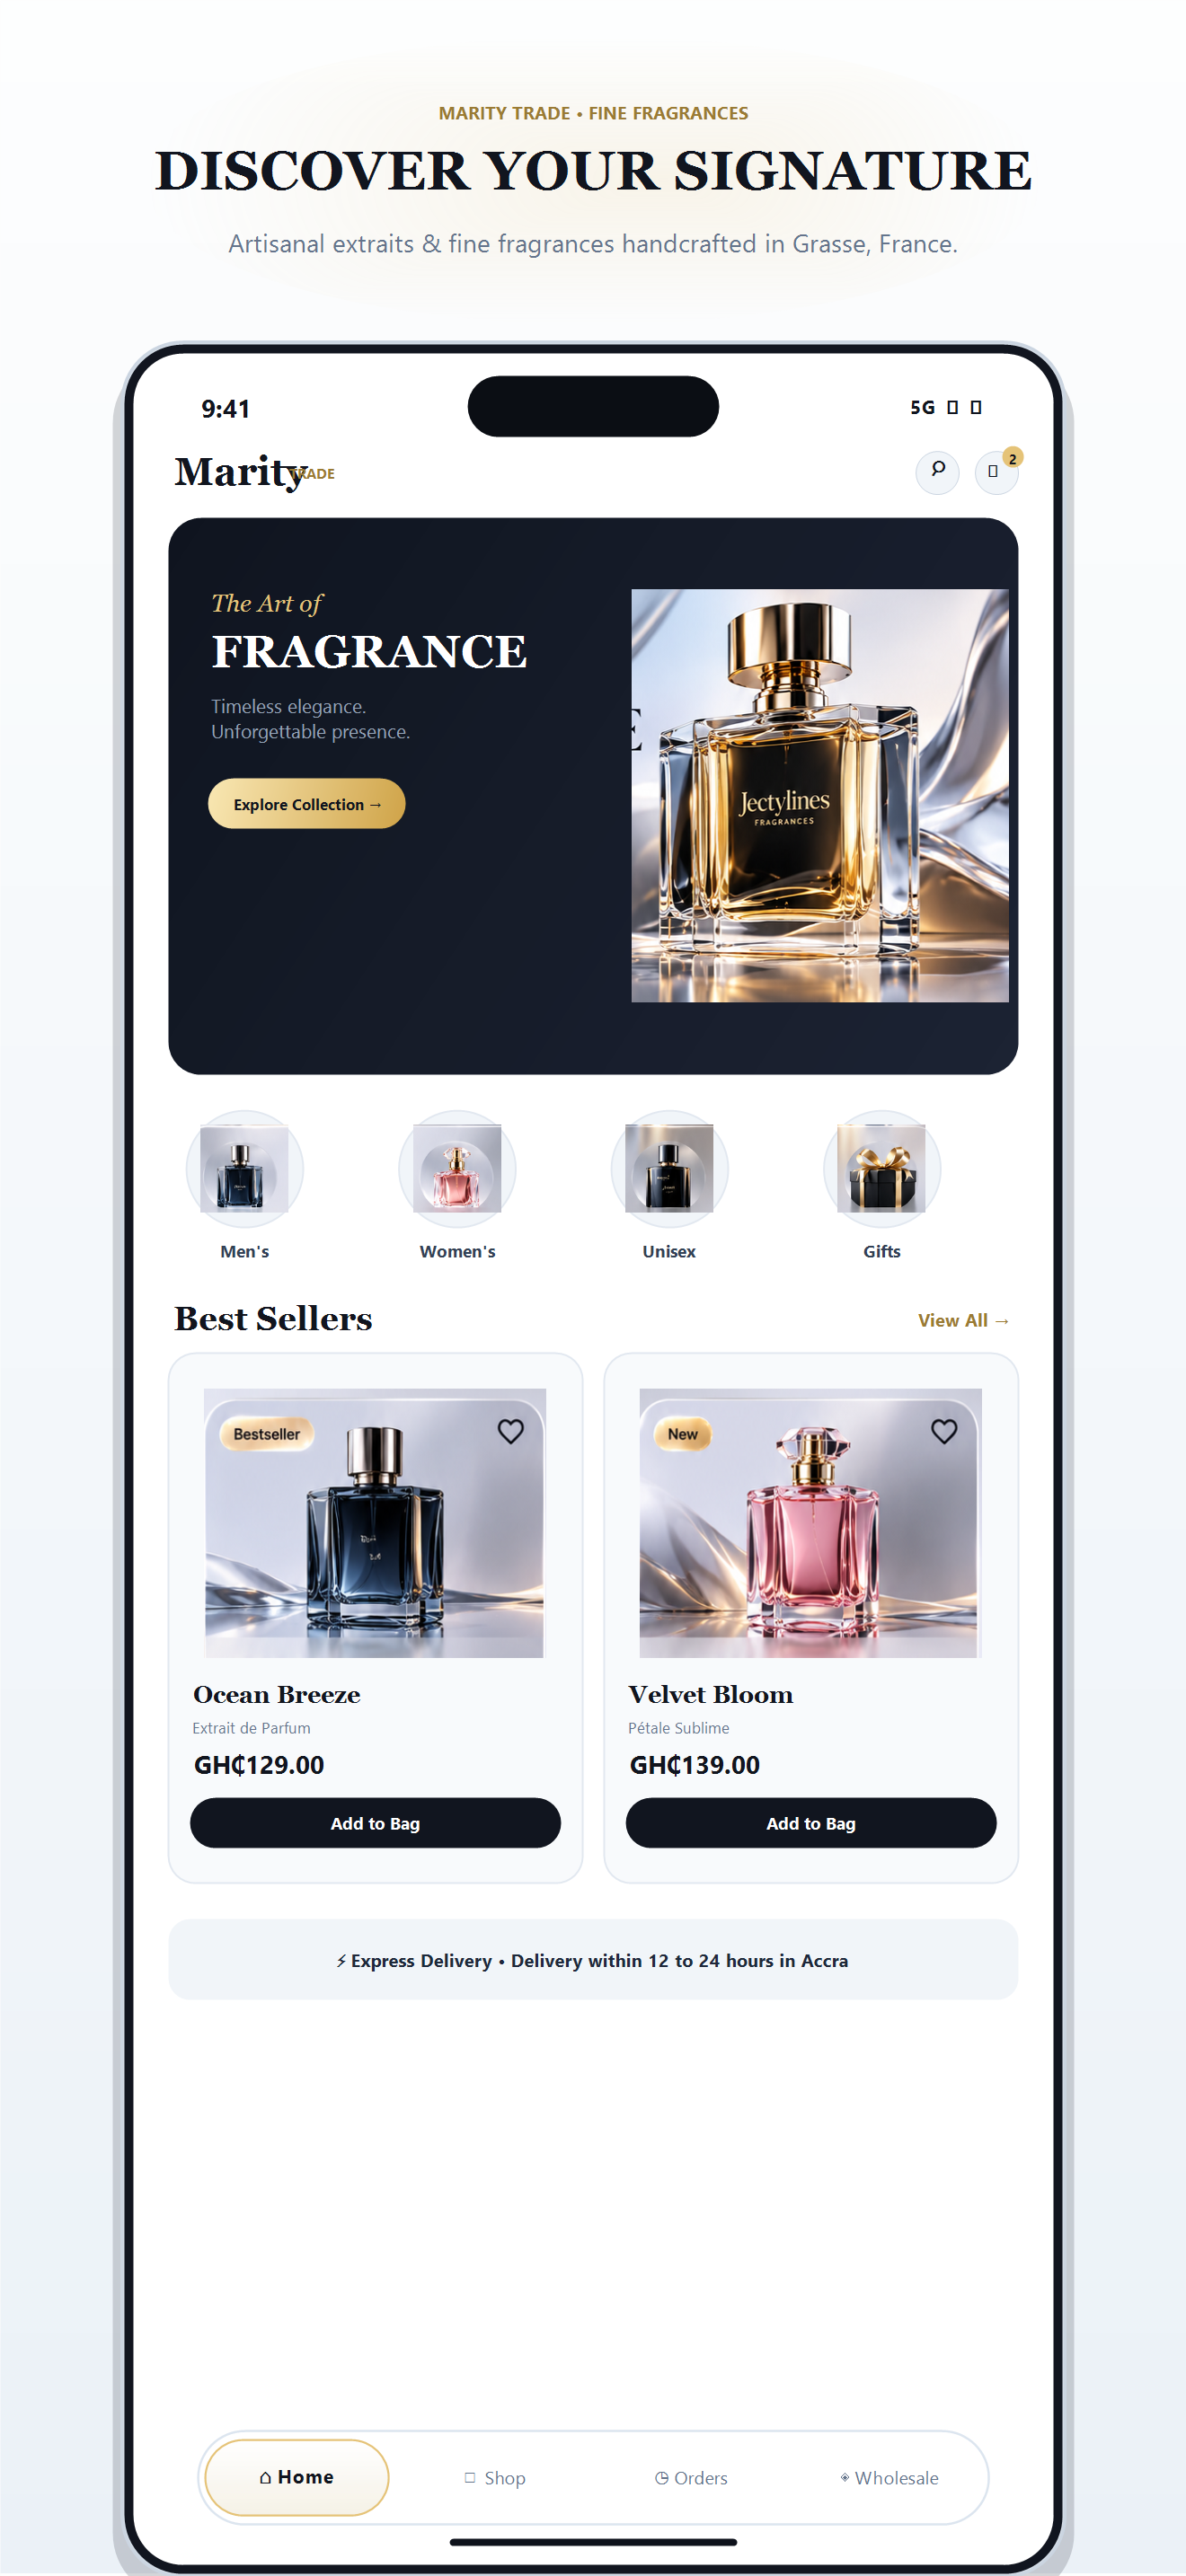 MARITY TRADE • FINE FRAGRANCES
DISCOVER YOUR SIGNATURE
Artisanal extraits & fine fragrances handcrafted in Grasse, France.
9:41
5G
Marity
TRADE
2
The Art of
FRAGRANCE
Timeless elegance.
Unforgettable presence.
Explore Collection →
E
Jectylines
FRAGRANCES
Men's
Women's
Unisex
Gifts
Best Sellers
View All →
Bestseller
New
Ocean Breeze
Extrait de Parfum
GH₵129.00
Add to Bag
Velvet Bloom
Pétale Sublime
GH₵139.00
Add to Bag
⚡ Express Delivery • Delivery within 12 to 24 hours in Accra
Home
Shop
Orders
Wholesale